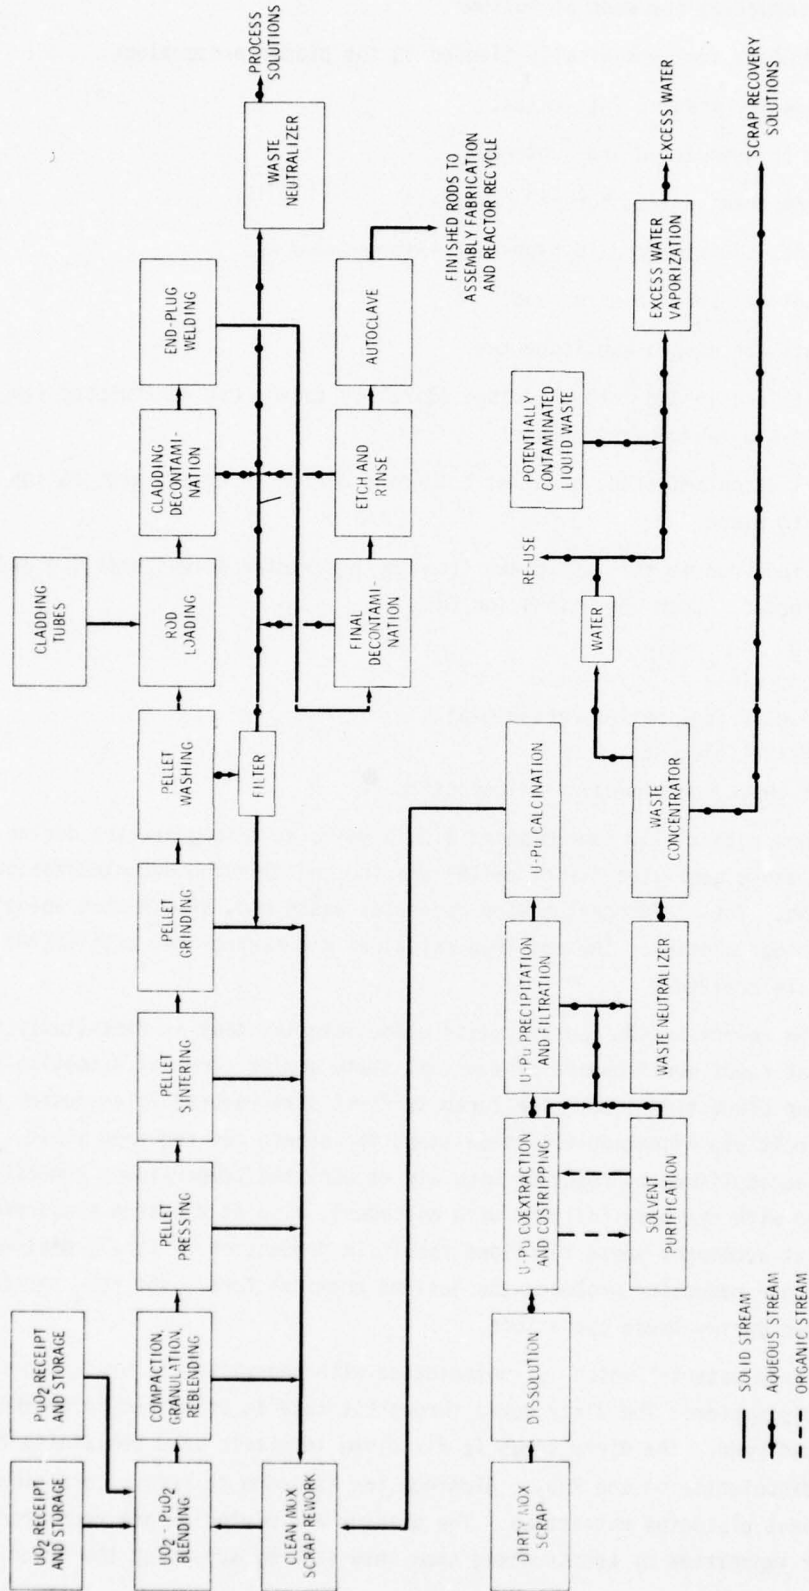 UO2 RECEIPT
AND STORAGE
PuO2 RECEIPT
AND STORAGE
UO2 - PuO2
BLENDING
COMPACTION,
GRANULATION,
REBLENDING
PELLET
PRESSING
PELLET
SINTERING
PELLET
GRINDING
PELLET
WASHING
CLADDING
TUBES
ROD
LOADING
CLADDING
DECONTAMI-
NATION
END-PLUG
WELDING
FILTER
WASTE
NEUTRALIZER
PROCESS
SOLUTIONS
FINAL
DECONTAMI-
NATION
ETCH AND
RINSE
AUTOCLAVE
FINISHED RODS TO
ASSEMBLY FABRICATION
AND REACTOR RECYCLE
CLEAN MOX
SCRAP REWORK
DIRTY MOX
SCRAP
DISSOLUTION
U-Pu COEXTRACTION
AND COSTRIPPING
U-Pu PRECIPITATION
AND FILTRATION
U-Pu CALCINATION
SOLVENT
PURIFICATION
WASTE NEUTRALIZER
WASTE
CONCENTRATOR
WATER
RE-USE
POTENTIALLY
CONTAMINATED
LIQUID WASTE
EXCESS WATER
VAPORIZATION
EXCESS WATER
SCRAP RECOVERY
SOLUTIONS
SOLID STREAM
AQUEOUS STREAM
ORGANIC STREAM